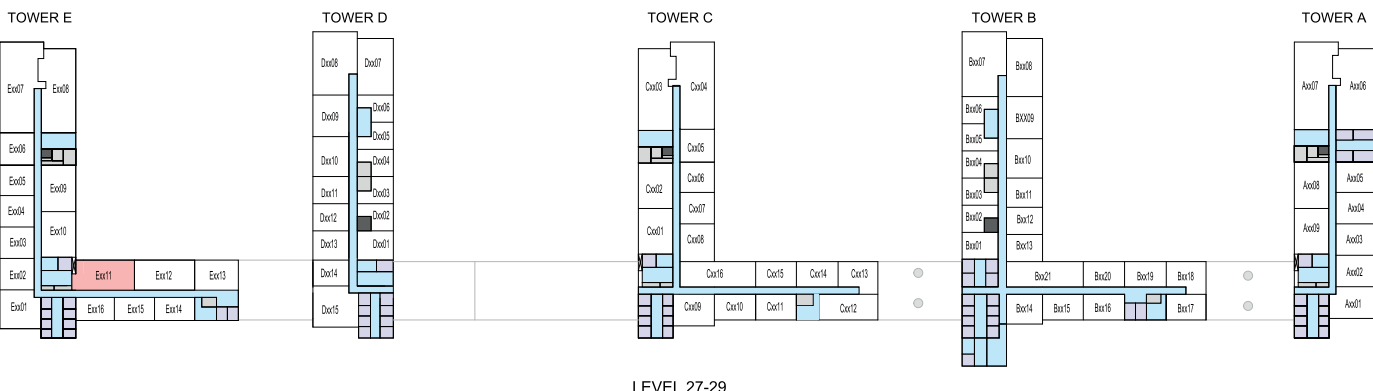 TOWER E
TOWER D
TOWER C
TOWER B
TOWER A
Exx07
Exx08
Exx06
Exx05
Exx09
Exx04
Exx10
Exx03
Exx02
Exx11
Exx12
Exx13
Exx01
Exx16
Exx15
Exx14
Dxx08
Dxx07
Dxx06
Dxx09
Dxx05
Dxx10
Dxx04
Dxx11
Dxx03
Dxx12
Dxx02
Dxx13
Dxx01
Dxx14
Dxx15
Cxx03
Cxx04
Cxx05
Cxx06
Cxx02
Cxx07
Cxx01
Cxx08
Cxx16
Cxx15
Cxx14
Cxx13
Cxx09
Cxx10
Cxx11
Cxx12
Bxx07
Bxx08
Bxx06
BXX09
Bxx05
Bxx04
Bxx10
Bxx03
Bxx11
Bxx02
Bxx12
Bxx01
Bxx13
Bxx21
Bxx20
Bxx19
Bxx18
Bxx14
Bxx15
Bxx16
Bxx17
Axx07
Axx06
Axx05
Axx08
Axx04
Axx09
Axx03
Axx02
Axx01
LEVEL 27-29